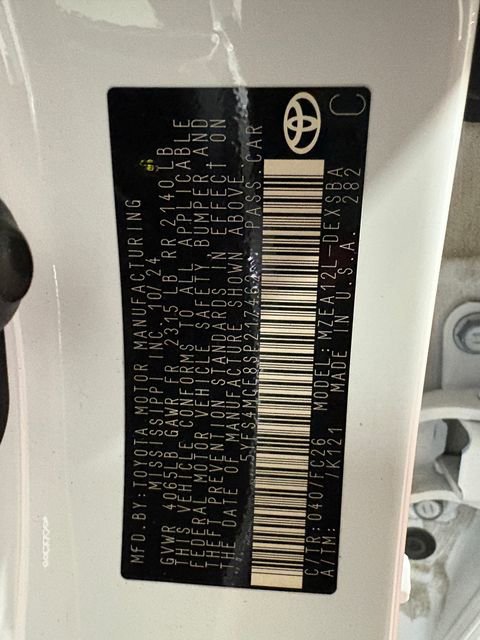 MFD. BY: TOYOTA MOTOR MANUFACTURING
MISSISSIPPI INC. 10/24
GVWR 4065LB GAWR FR 2315 LB RR 2140 LB
THIS VEHICLE CONFORMS TO ALL APPLICABLE
FEDERAL MOTOR VEHICLE SAFETY BUMPER AND
THEFT PREVENTION STANDARDS IN EFFECT ON
THE DATE OF MANUFACTURE SHOWN ABOVE.
PASS. CAR
C/TR: 040/FC26 MODEL: MZEA12L-DEXSBA
A/TM: /K121 MADE IN U.S.A. 282
C